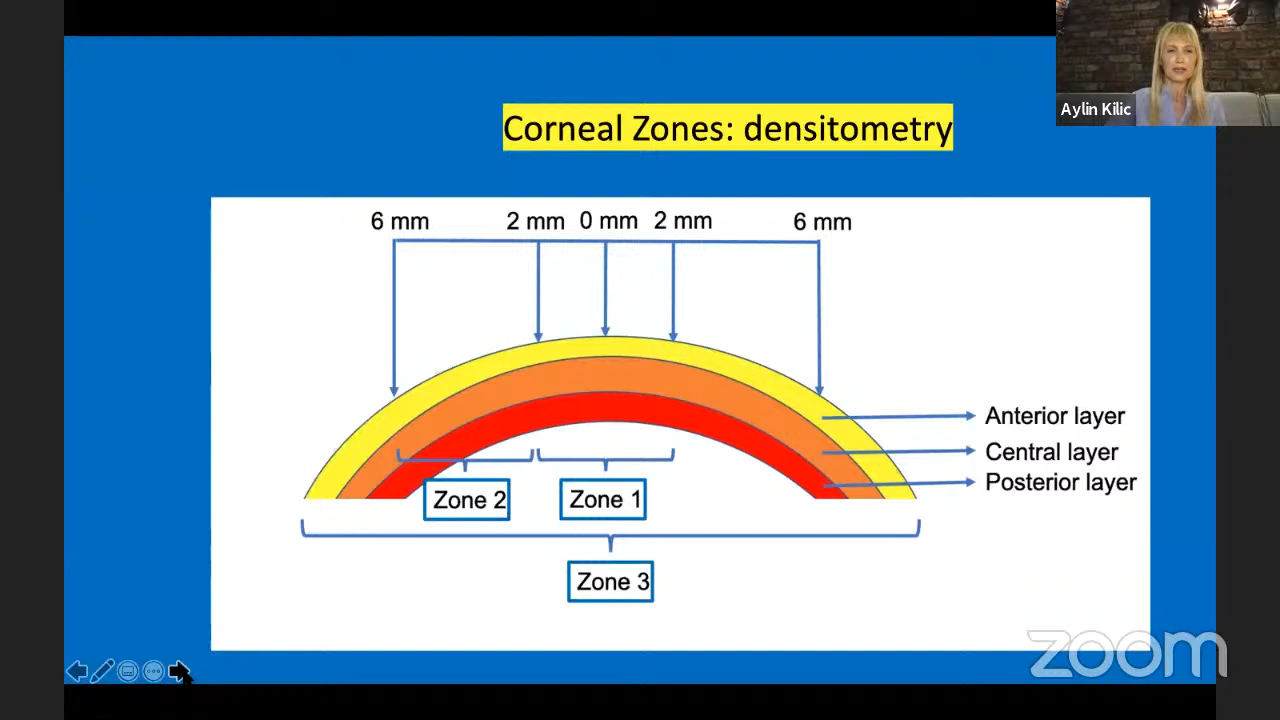 Aylin Kilic
Corneal Zones: densitometry
6 mm 2 mm 0 mm 2 mm 6 mm
Anterior layer
Central layer
Posterior layer
Zone 2 Zone 1
Zone 3
zoom